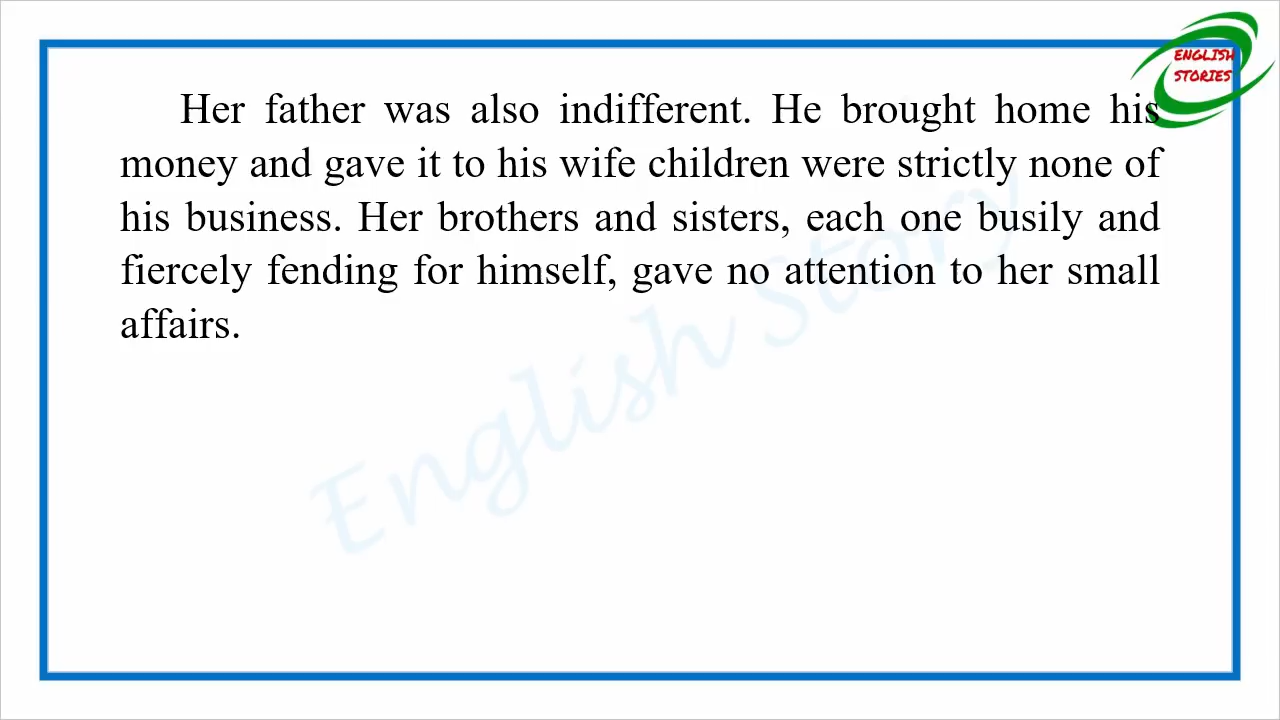 ENGLISH
STORIES
Her father was also indifferent. He brought home his
money and gave it to his wife children were strictly none of
his business. Her brothers and sisters, each one busily and
fiercely fending for himself, gave no attention to her small
affairs.
English Story